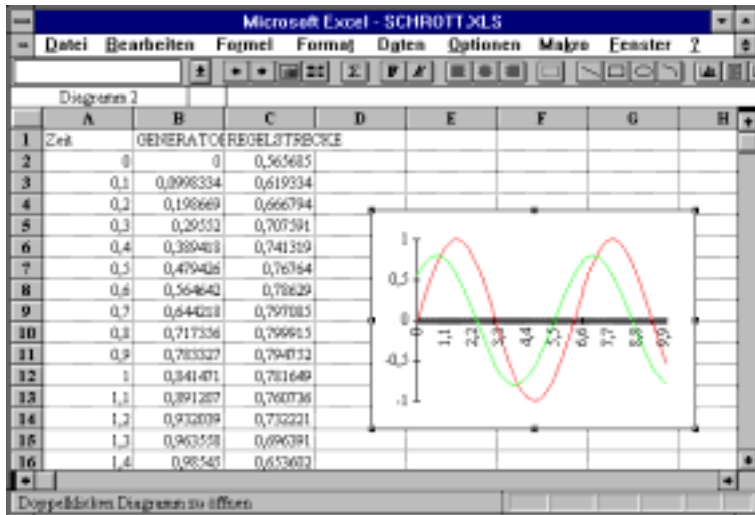 Microsoft Excel - SCHROTT.XLS
Datei Bearbeiten Formel Format Daten Optionen Makro Fenster ?
Σ F K
Diagramm 2
A B C D E F G H
1 Zeit GENERATOR REGELSTRECKE
2 0 0 0,565685
3 0,1 0,0998334 0,619334
4 0,2 0,198669 0,666794
5 0,3 0,29552 0,707591
6 0,4 0,389418 0,741319
7 0,5 0,479426 0,76764
8 0,6 0,564642 0,78629
9 0,7 0,644218 0,797085
10 0,8 0,717356 0,799915
11 0,9 0,783327 0,794752
12 1 0,841471 0,781649
13 1,1 0,891207 0,760736
14 1,2 0,932039 0,732221
15 1,3 0,963558 0,696391
16 1,4 0,98545 0,653602
1
0,5
0
-0,5
-1
0 1,1 2,2 3,3 4,4 5,5 6,6 7,7 8,8 9,9
Doppelklicken Diagramm zu öffnen